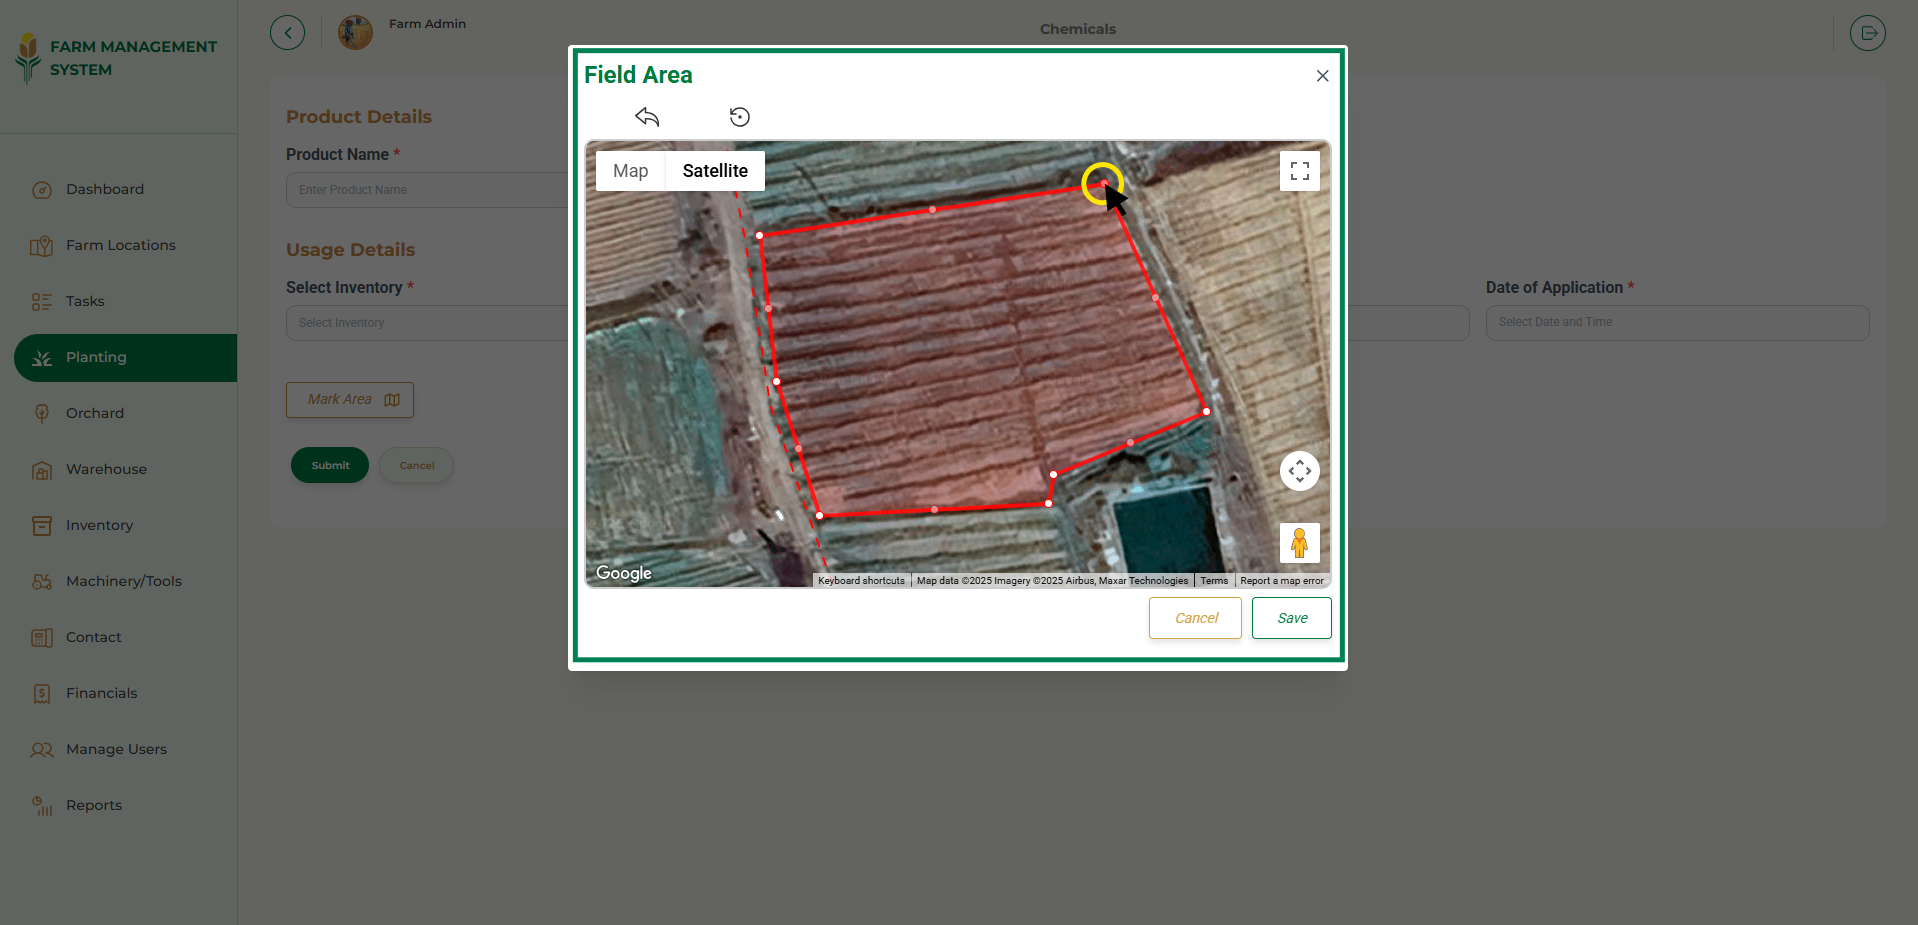 FARM MANAGEMENT
SYSTEM
Dashboard
Farm Locations
Tasks
Planting
Orchard
Warehouse
Inventory
Machinery/Tools
Contact
Financials
Manage Users
Reports
Farm Admin
Chemicals
Product Details
Product Name *
Enter Product Name
Usage Details
Select Inventory *
Select Inventory
Date of Application *
Select Date and Time
Mark Area
Submit
Cancel
Field Area
Map
Satellite
Google
Keyboard shortcuts
Map data ©2025 Imagery ©2025 Airbus, Maxar Technologies
Terms
Report a map error
Cancel
Save